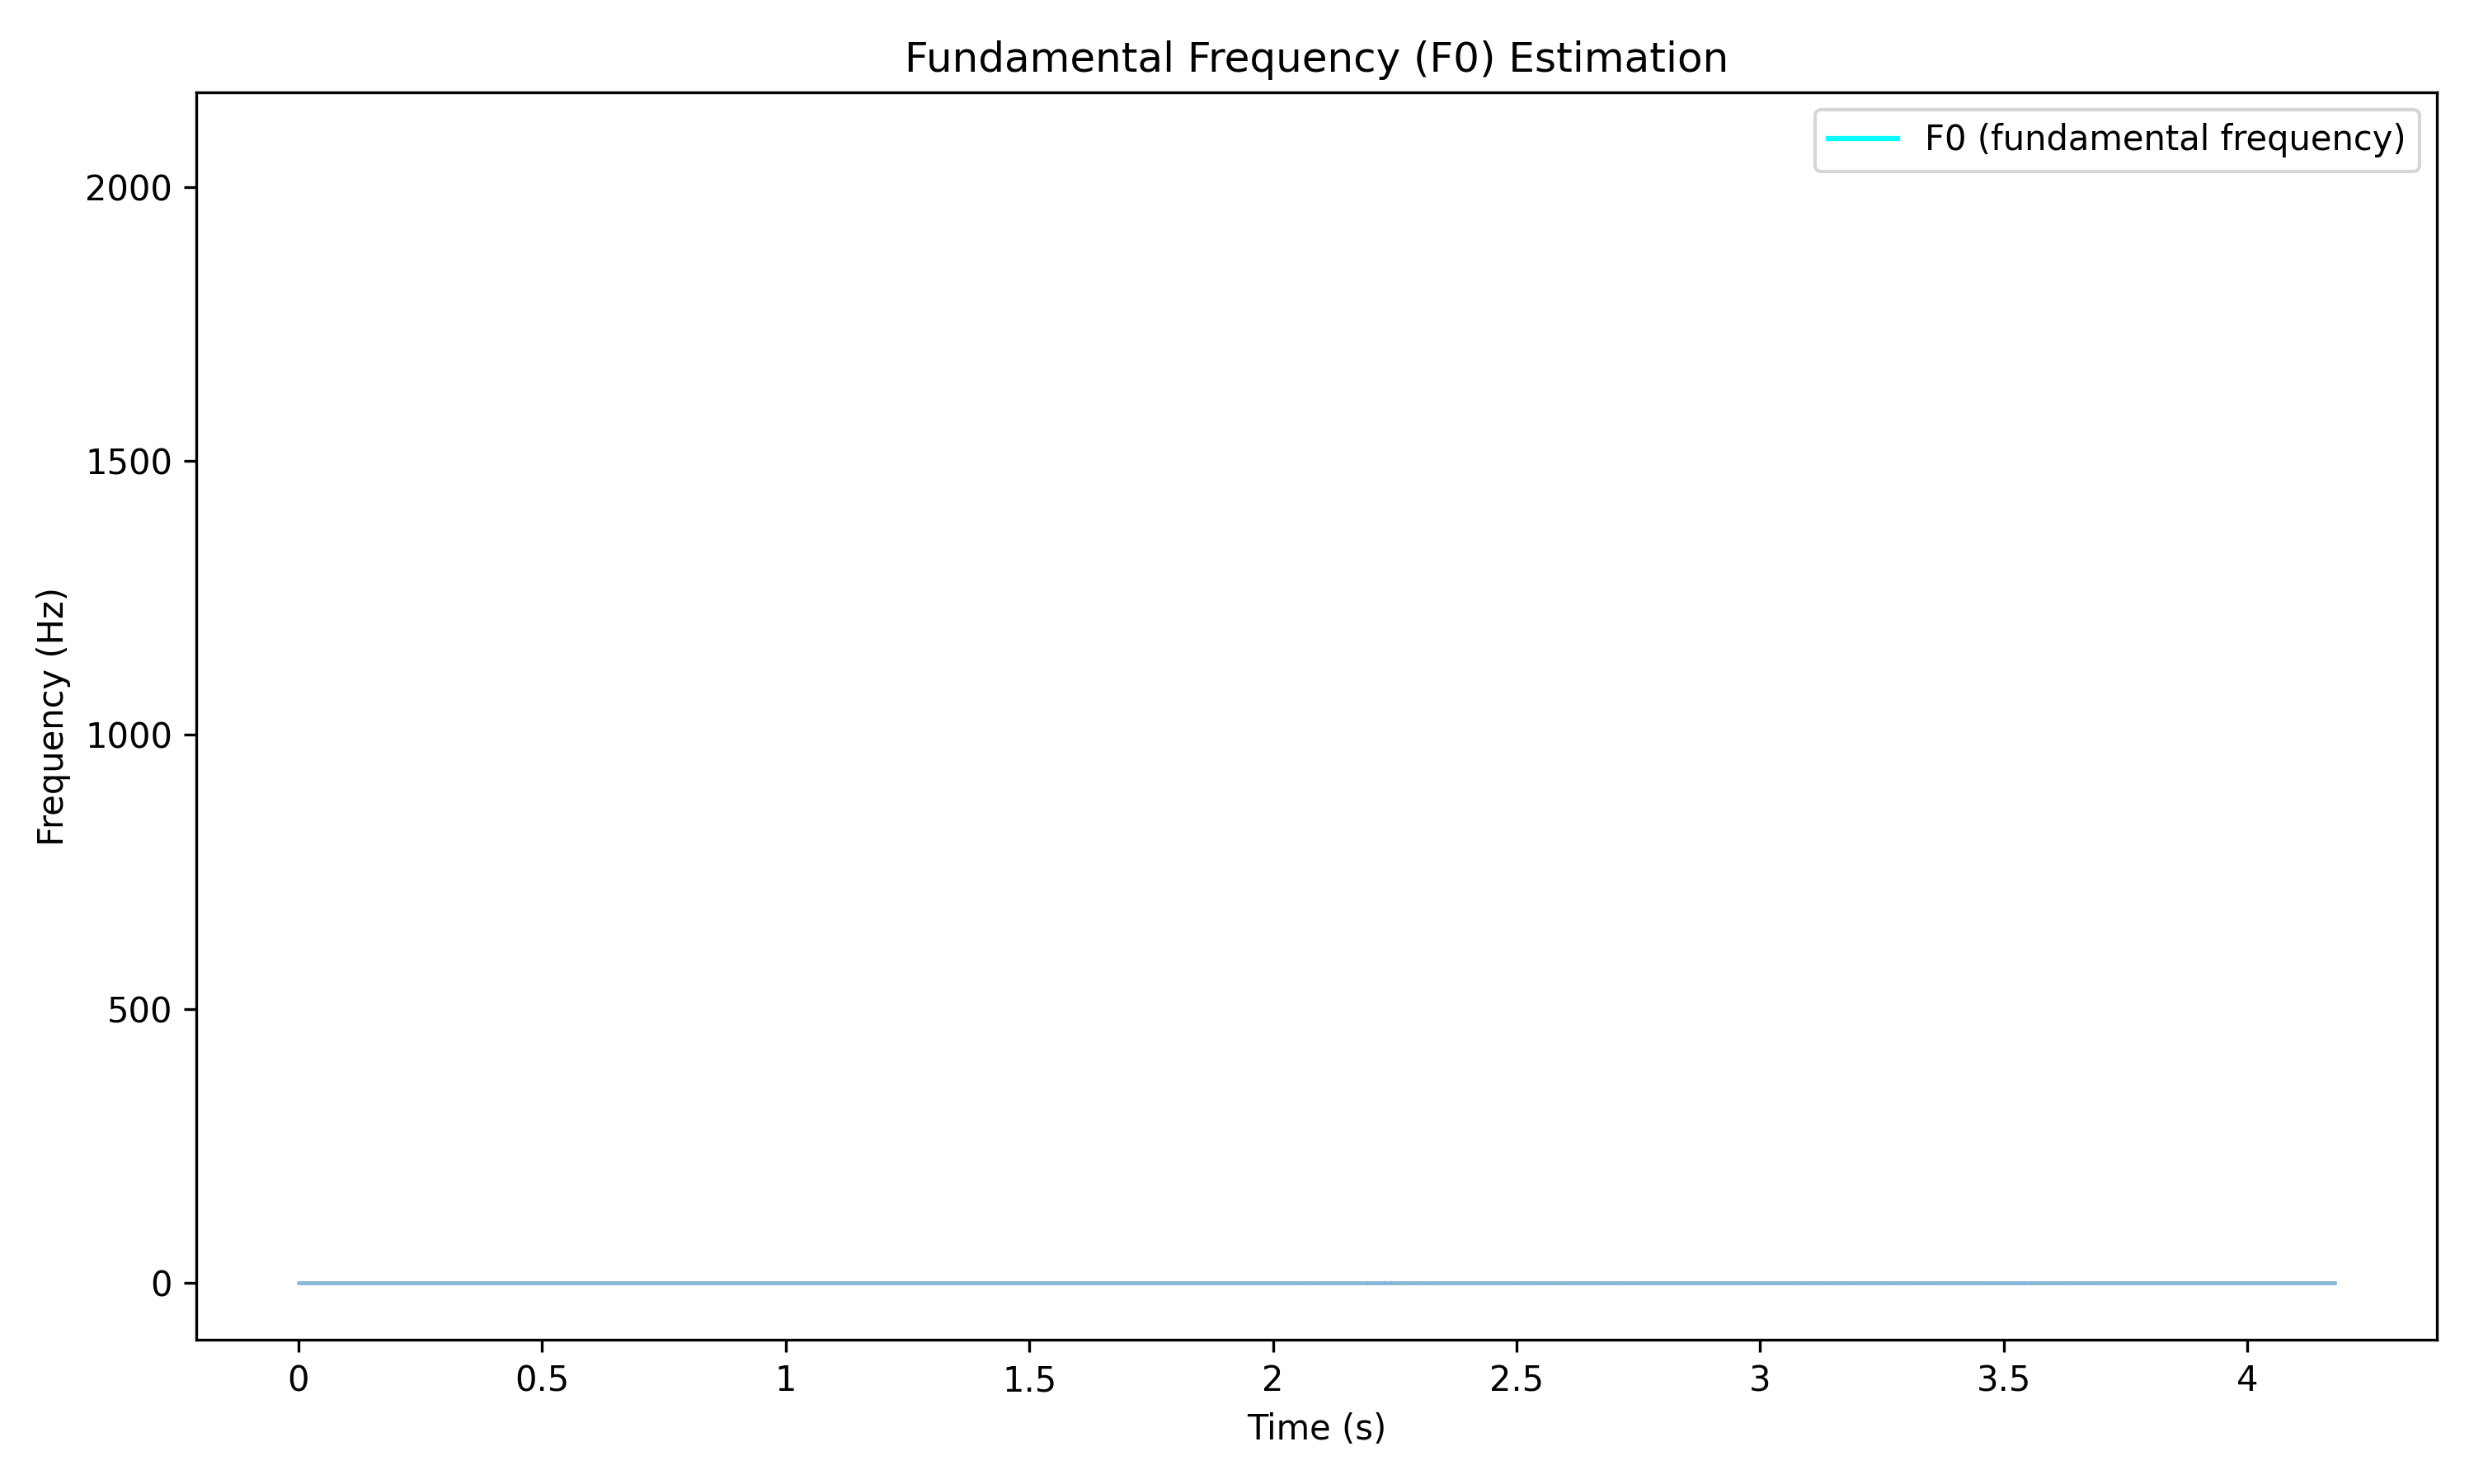 Fundamental Frequency (F0) Estimation
F0 (fundamental frequency)
2000
1500
1000
500
0
Frequency (Hz)
0 0.5 1 1.5 2 2.5 3 3.5 4
Time (s)